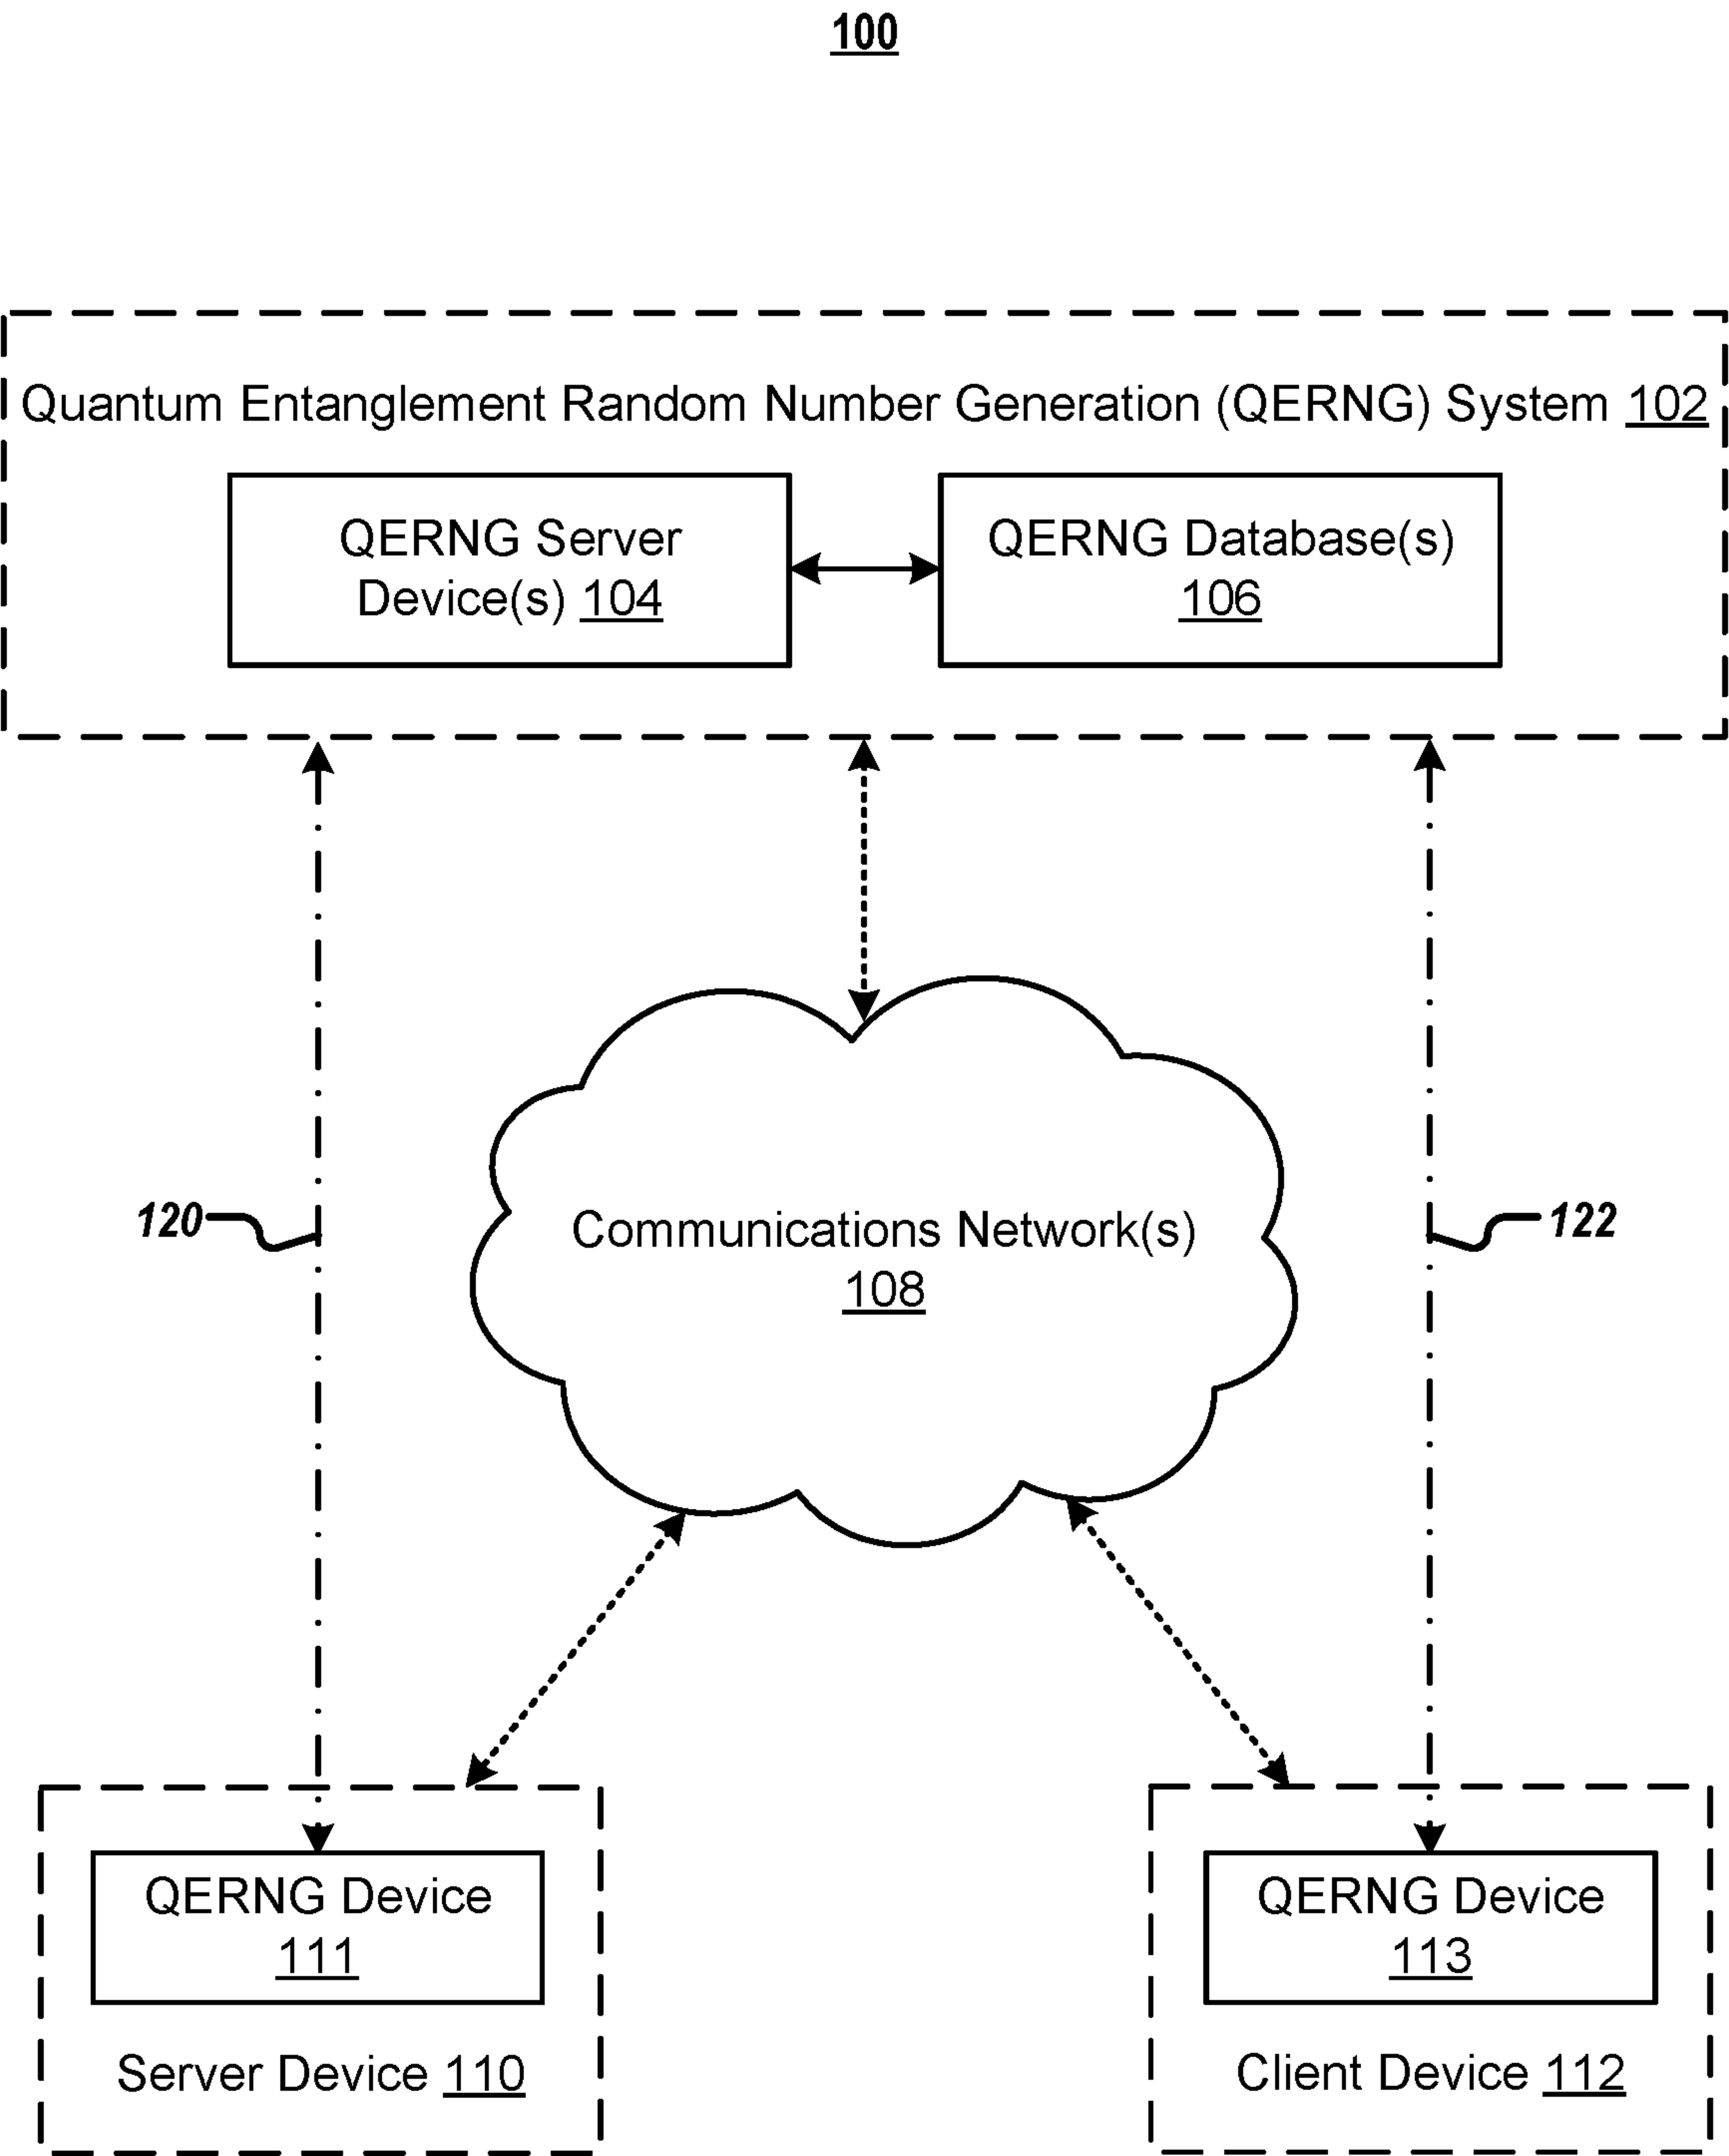 100
Quantum Entanglement Random Number Generation (QERNG) System 102
QERNG Server
Device(s) 104
QERNG Database(s)
106
Communications Network(s)
108
120
122
QERNG Device
111
Server Device 110
QERNG Device
113
Client Device 112